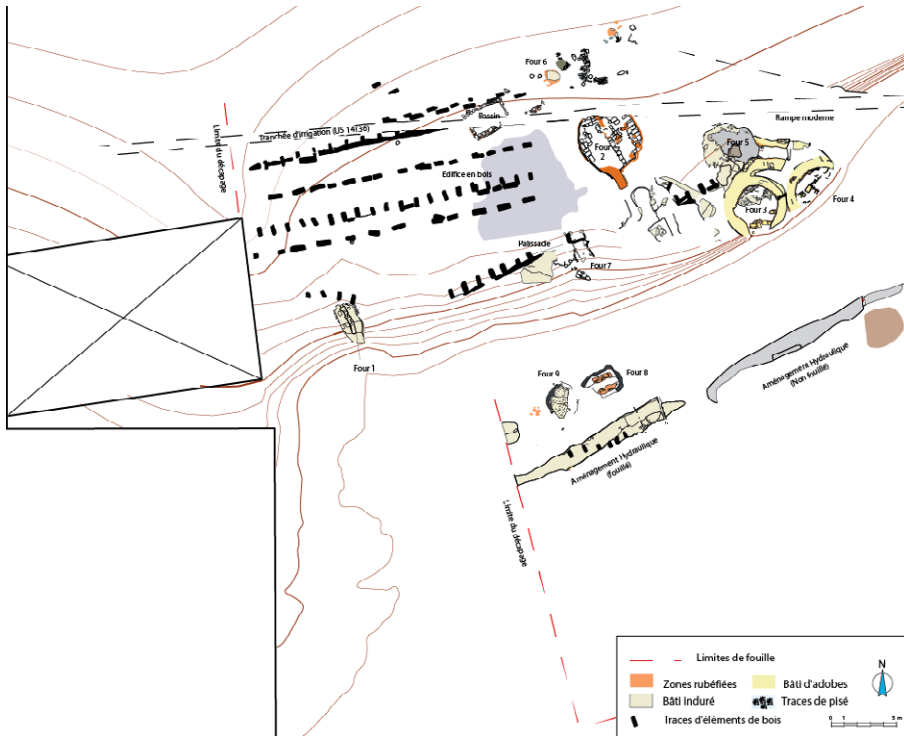 Four 6
Limite du décapage
Tranchée d'irrigation (US 14136)
Bassin
Rampe moderne
Four
2
Four 5
Edifice en bois
Four 3
Four 4
Palissade
Four 7
Four 1
Four 9
Four 8
Aménagement Hydraulique
(Non fouillé)
Aménagement Hydraulique
(fouillé)
Limite du décapage
Limites de fouille
Zones rubéfiées
Bâti d'adobes
Bâti induré
Traces de pisé
Traces d'éléments de bois
N
0 1 5 m